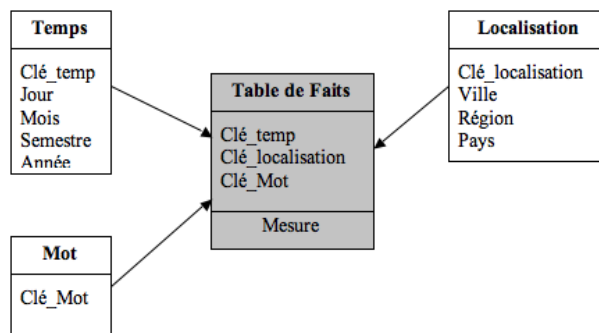 Temps
Clé_temp
Jour
Mois
Semestre
Année
Table de Faits
Clé_temp
Clé_localisation
Clé_Mot
Mesure
Localisation
Clé_localisation
Ville
Région
Pays
Mot
Clé_Mot